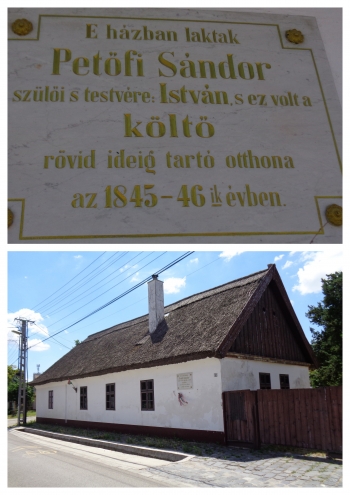 E házban laktak
Petőfi Sándor
szülői s testvére: István, s ez volt a
költő
rövid ideig tartó otthona
az 1845-46 ik évben.